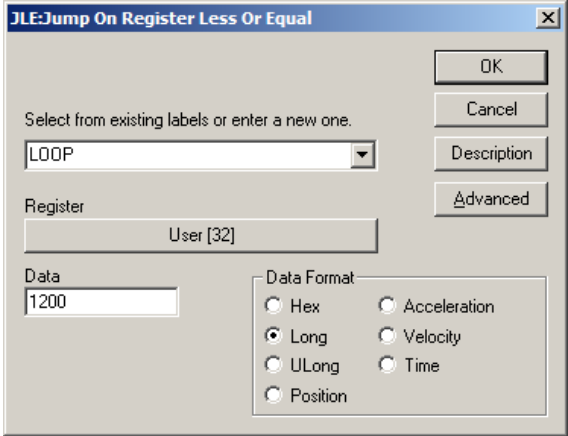 JLE:Jump On Register Less Or Equal
OK
Cancel
Select from existing labels or enter a new one.
LOOP
Description
Advanced
Register
User [32]
Data
1200
Data Format
Hex
Acceleration
Long
Velocity
ULong
Time
Position